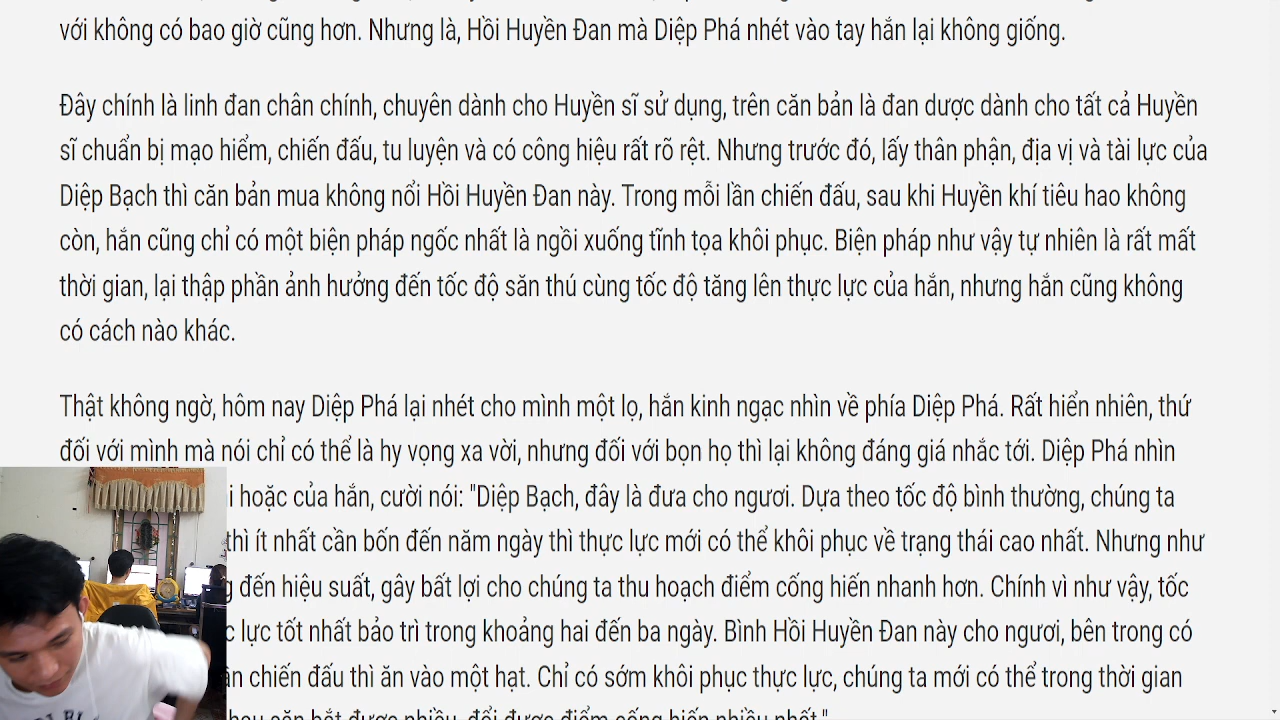 với không có bao giờ cũng hơn. Nhưng là, Hồi Huyền Đan mà Diệp Phá nhét vào tay hắn lại không giống.
Đây chính là linh đan chân chính, chuyên dành cho Huyền sĩ sử dụng, trên căn bản là đan dược dành cho tất cả Huyền
sĩ chuẩn bị mạo hiểm, chiến đấu, tu luyện và có công hiệu rất rõ rệt. Nhưng trước đó, lấy thân phận, địa vị và tài lực của
Diệp Bạch thì căn bản mua không nổi Hồi Huyền Đan này. Trong mỗi lần chiến đấu, sau khi Huyền khí tiêu hao không
còn, hắn cũng chỉ có một biện pháp ngốc nhất là ngồi xuống tĩnh tọa khôi phục. Biện pháp như vậy tự nhiên là rất mất
thời gian, lại thập phần ảnh hưởng đến tốc độ săn thú cùng tốc độ tăng lên thực lực của hắn, nhưng hắn cũng không
có cách nào khác.
Thật không ngờ, hôm nay Diệp Phá lại nhét cho mình một lọ, hắn kinh ngạc nhìn về phía Diệp Phá. Rất hiển nhiên, thứ
đối với mình mà nói chỉ có thể là hy vọng xa vời, nhưng đối với bọn họ thì lại không đáng giá nhắc tới. Diệp Phá nhìn
hoặc của hắn, cười nói: "Diệp Bạch, đây là đưa cho ngươi. Dựa theo tốc độ bình thường, chúng ta
thì ít nhất cần bốn đến năm ngày thì thực lực mới có thể khôi phục về trạng thái cao nhất. Nhưng như
đến hiệu suất, gây bất lợi cho chúng ta thu hoạch điểm cống hiến nhanh hơn. Chính vì như vậy, tốc
lực tốt nhất bảo trì trong khoảng hai đến ba ngày. Bình Hồi Huyền Đan này cho ngươi, bên trong có
chiến đấu thì ăn vào một hạt. Chỉ có sớm khôi phục thực lực, chúng ta mới có thể trong thời gian
săn bắt được nhiều, đổi được điểm cống hiến nhiều nhất."